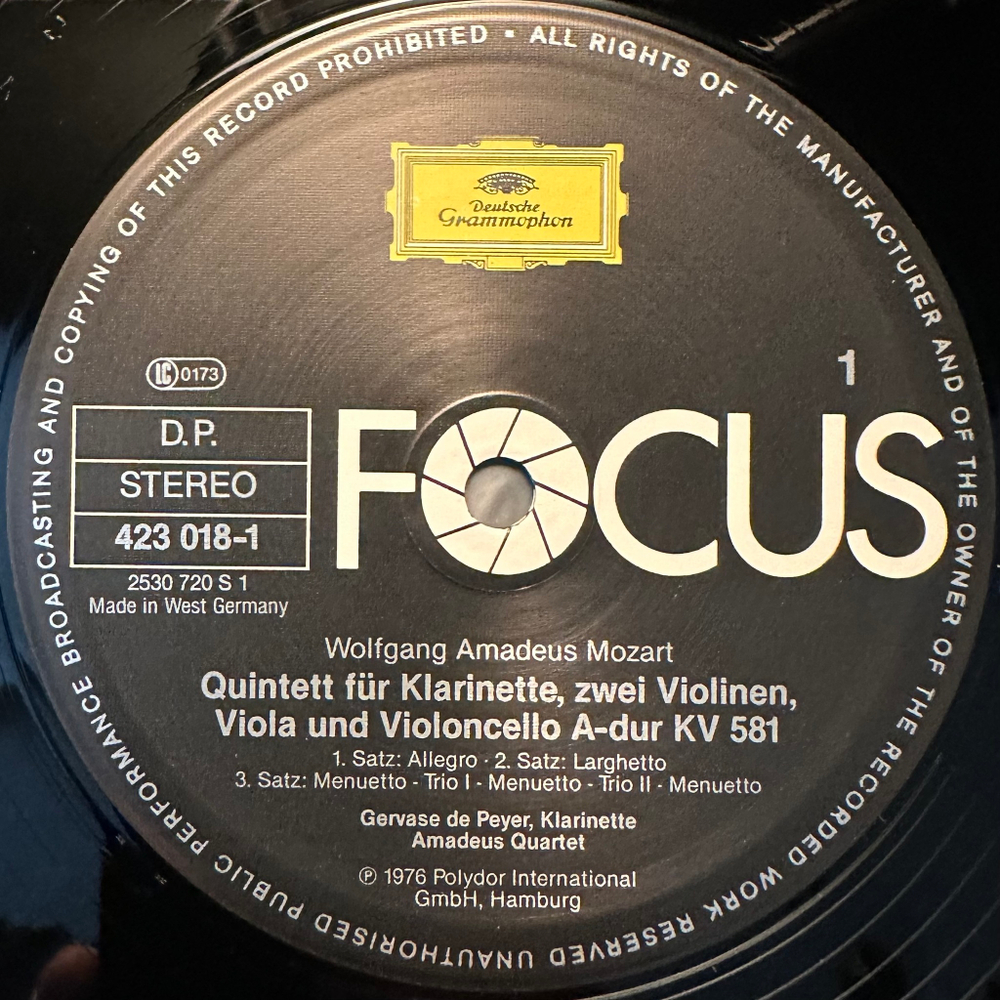 ALL RIGHTS OF THE MANUFACTURER AND OF THE OWNER OF THE RECORDED WORK RESERVED UNAUTHORISED PUBLIC PERFORMANCE BROADCASTING AND COPYING OF THIS RECORD PROHIBITED ▪
Deutsche
Grammophon
LC 0173
1
D.P.
STEREO
423 018-1
FOCUS
2530 720 S 1
Made in West Germany
Wolfgang Amadeus Mozart
Quintett für Klarinette, zwei Violinen,
Viola und Violoncello A-dur KV 581
1. Satz: Allegro · 2. Satz: Larghetto
3. Satz: Menuetto - Trio I - Menuetto - Trio II - Menuetto
Gervase de Peyer, Klarinette
Amadeus Quartet
℗ 1976 Polydor International
GmbH, Hamburg